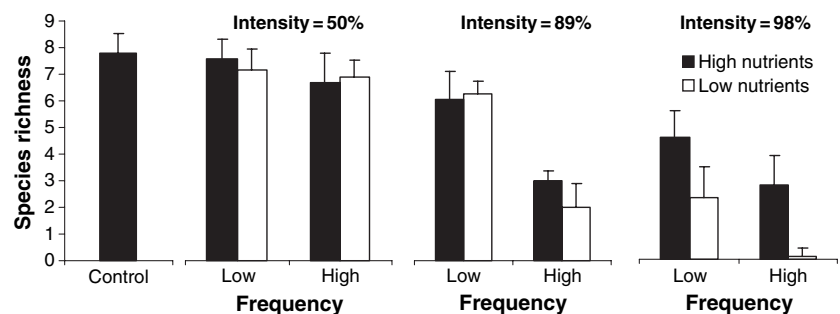 Species richness
9
8
7
6
5
4
3
2
1
0
Control
Intensity = 50%
Low
High
Frequency
Intensity = 89%
Low
High
Frequency
Intensity = 98%
High nutrients
Low nutrients
Low
High
Frequency